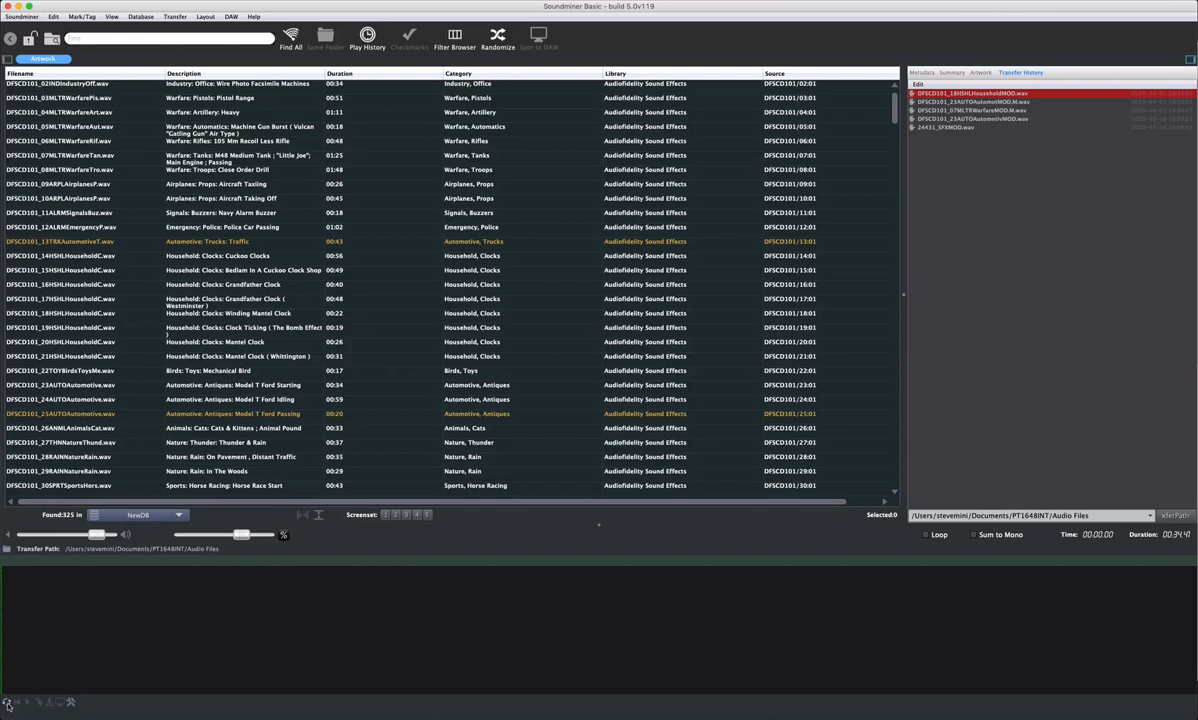 Soundminer Basic - build 5.0v119
Soundminer Edit Mark/Tag View Database Transfer Layout DAW Help
Find
Find All Same Folder Play History Checkmarks Filter Browser Randomize Spot to DAW
Artwork
Filename Description Duration Category Library Source
DFSCD101_02INDIndustryOff.wav Industry: Office: Wire Photo Facsimile Machines 00:34 Industry, Office Audiofidelity Sound Effects DFSCD101/02:01
DFSCD101_03MLTRWarfarePis.wav Warfare: Pistols: Pistol Range 00:51 Warfare, Pistols Audiofidelity Sound Effects DFSCD101/03:01
DFSCD101_04MLTRWarfareArt.wav Warfare: Artillery: Heavy 01:11 Warfare, Artillery Audiofidelity Sound Effects DFSCD101/04:01
DFSCD101_05MLTRWarfareAut.wav Warfare: Automatics: Machine Gun Burst ( Vulcan "Gatling Gun" Air Type ) 00:18 Warfare, Automatics Audiofidelity Sound Effects DFSCD101/05:01
DFSCD101_06MLTRWarfareRif.wav Warfare: Rifles: 105 Mm Recoil Less Rifle 00:48 Warfare, Rifles Audiofidelity Sound Effects DFSCD101/06:01
DFSCD101_07MLTRWarfareTan.wav Warfare: Tanks: M48 Medium Tank ; "Little Joe"; Main Engine ; Passing 01:25 Warfare, Tanks Audiofidelity Sound Effects DFSCD101/07:01
DFSCD101_08MLTRWarfareTro.wav Warfare: Troops: Close Order Drill 01:48 Warfare, Troops Audiofidelity Sound Effects DFSCD101/08:01
DFSCD101_09ARPLAirplanesP.wav Airplanes: Props: Aircraft Taxiing 00:26 Airplanes, Props Audiofidelity Sound Effects DFSCD101/09:01
DFSCD101_10ARPLAirplanesP.wav Airplanes: Props: Aircraft Taking Off 00:45 Airplanes, Props Audiofidelity Sound Effects DFSCD101/10:01
DFSCD101_11ALRMSignalsBuz.wav Signals: Buzzers: Navy Alarm Buzzer 00:18 Signals, Buzzers Audiofidelity Sound Effects DFSCD101/11:01
DFSCD101_12ALRMEmergencyP.wav Emergency: Police: Police Car Passing 01:02 Emergency, Police Audiofidelity Sound Effects DFSCD101/12:01
DFSCD101_13TRKAutomotiveT.wav Automotive: Trucks: Traffic 00:43 Automotive, Trucks Audiofidelity Sound Effects DFSCD101/13:01
DFSCD101_14HSHLHouseholdC.wav Household: Clocks: Cuckoo Clocks 00:56 Household, Clocks Audiofidelity Sound Effects DFSCD101/14:01
DFSCD101_15HSHLHouseholdC.wav Household: Clocks: Bedlam In A Cuckoo Clock Shop 00:49 Household, Clocks Audiofidelity Sound Effects DFSCD101/15:01
DFSCD101_16HSHLHouseholdC.wav Household: Clocks: Grandfather Clock 00:40 Household, Clocks Audiofidelity Sound Effects DFSCD101/16:01
DFSCD101_17HSHLHouseholdC.wav Household: Clocks: Grandfather Clock ( Westminster ) 00:48 Household, Clocks Audiofidelity Sound Effects DFSCD101/17:01
DFSCD101_18HSHLHouseholdC.wav Household: Clocks: Winding Mantel Clock 00:22 Household, Clocks Audiofidelity Sound Effects DFSCD101/18:01
DFSCD101_19HSHLHouseholdC.wav Household: Clocks: Clock Ticking ( The Bomb Effect ) 00:19 Household, Clocks Audiofidelity Sound Effects DFSCD101/19:01
DFSCD101_20HSHLHouseholdC.wav Household: Clocks: Mantel Clock 00:26 Household, Clocks Audiofidelity Sound Effects DFSCD101/20:01
DFSCD101_21HSHLHouseholdC.wav Household: Clocks: Mantel Clock ( Whittington ) 00:31 Household, Clocks Audiofidelity Sound Effects DFSCD101/21:01
DFSCD101_22TOYBirdsToysMe.wav Birds: Toys: Mechanical Bird 00:17 Birds, Toys Audiofidelity Sound Effects DFSCD101/22:01
DFSCD101_23AUTOAutomotive.wav Automotive: Antiques: Model T Ford Starting 00:34 Automotive, Antiques Audiofidelity Sound Effects DFSCD101/23:01
DFSCD101_24AUTOAutomotive.wav Automotive: Antiques: Model T Ford Idling 00:59 Automotive, Antiques Audiofidelity Sound Effects DFSCD101/24:01
DFSCD101_25AUTOAutomotive.wav Automotive: Antiques: Model T Ford Passing 00:20 Automotive, Antiques Audiofidelity Sound Effects DFSCD101/25:01
DFSCD101_26ANMLAnimalsCat.wav Animals: Cats: Cats & Kittens ; Animal Pound 00:33 Animals, Cats Audiofidelity Sound Effects DFSCD101/26:01
DFSCD101_27THNNatureThund.wav Nature: Thunder: Thunder & Rain 00:37 Nature, Thunder Audiofidelity Sound Effects DFSCD101/27:01
DFSCD101_28RAINNatureRain.wav Nature: Rain: On Pavement , Distant Traffic 00:35 Nature, Rain Audiofidelity Sound Effects DFSCD101/28:01
DFSCD101_29RAINNatureRain.wav Nature: Rain: In The Woods 00:29 Nature, Rain Audiofidelity Sound Effects DFSCD101/29:01
DFSCD101_30SPRTSportsHors.wav Sports: Horse Racing: Horse Race Start 00:43 Sports, Horse Racing Audiofidelity Sound Effects DFSCD101/30:01
Metadata Summary Artwork Transfer History
Edit
DFSCD101_18HSHLHouseholdMOD.wav
DFSCD101_23AUTOAutomotMOD.M.wav
DFSCD101_07MLTRWarfareMOD.M.wav
DFSCD101_23AUTOAutomotivMOD.wav
24431_SFXMOD.wav
Found:325 in NewDB Screenset: 1 2 3 4 5 Selected:0
/Users/stevemini/Documents/PT1648INT/Audio Files xferPath
% Loop Sum to Mono Time: 00:00.00 Duration: 00:34.41
Transfer Path: /Users/stevemini/Documents/PT1648INT/Audio Files